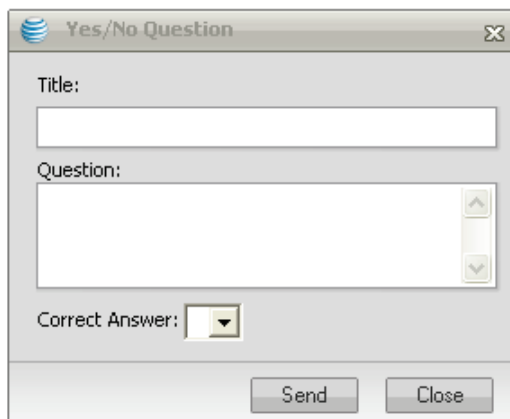 Yes/No Question
Title:
Question:
Correct Answer:
Send Close